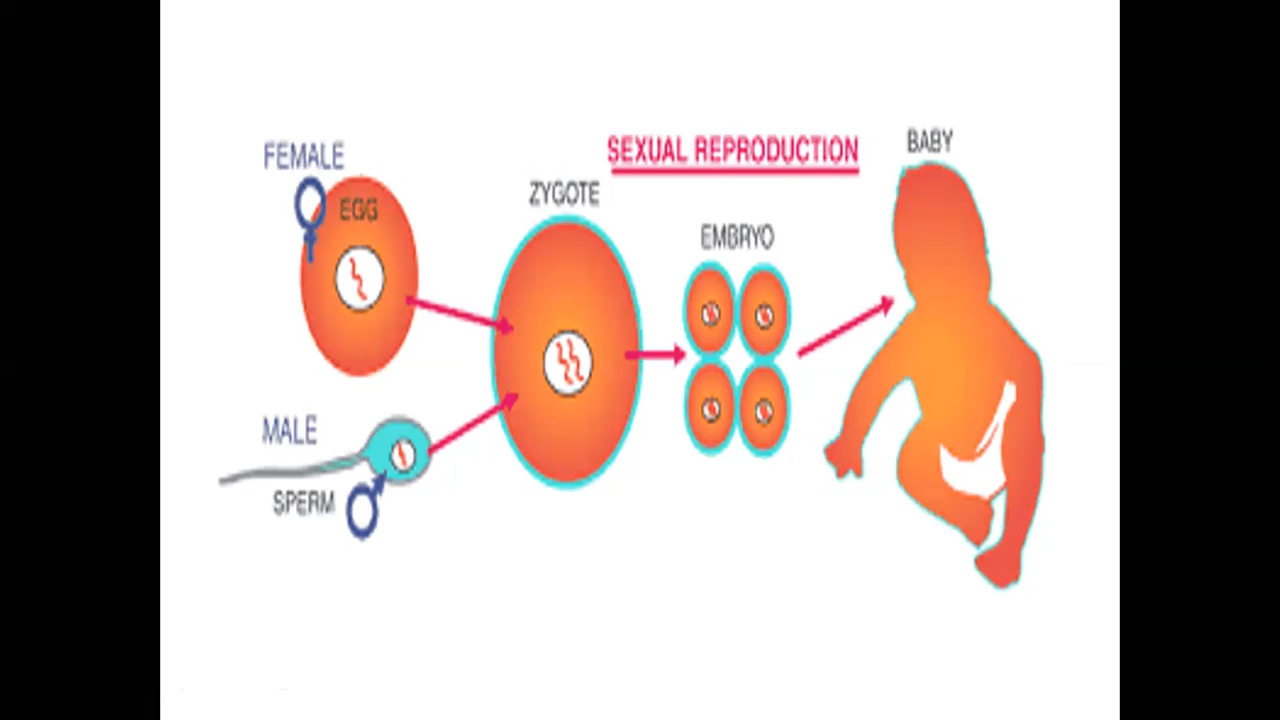 SEXUAL REPRODUCTION
FEMALE
EGG
ZYGOTE
EMBRYO
BABY
MALE
SPERM